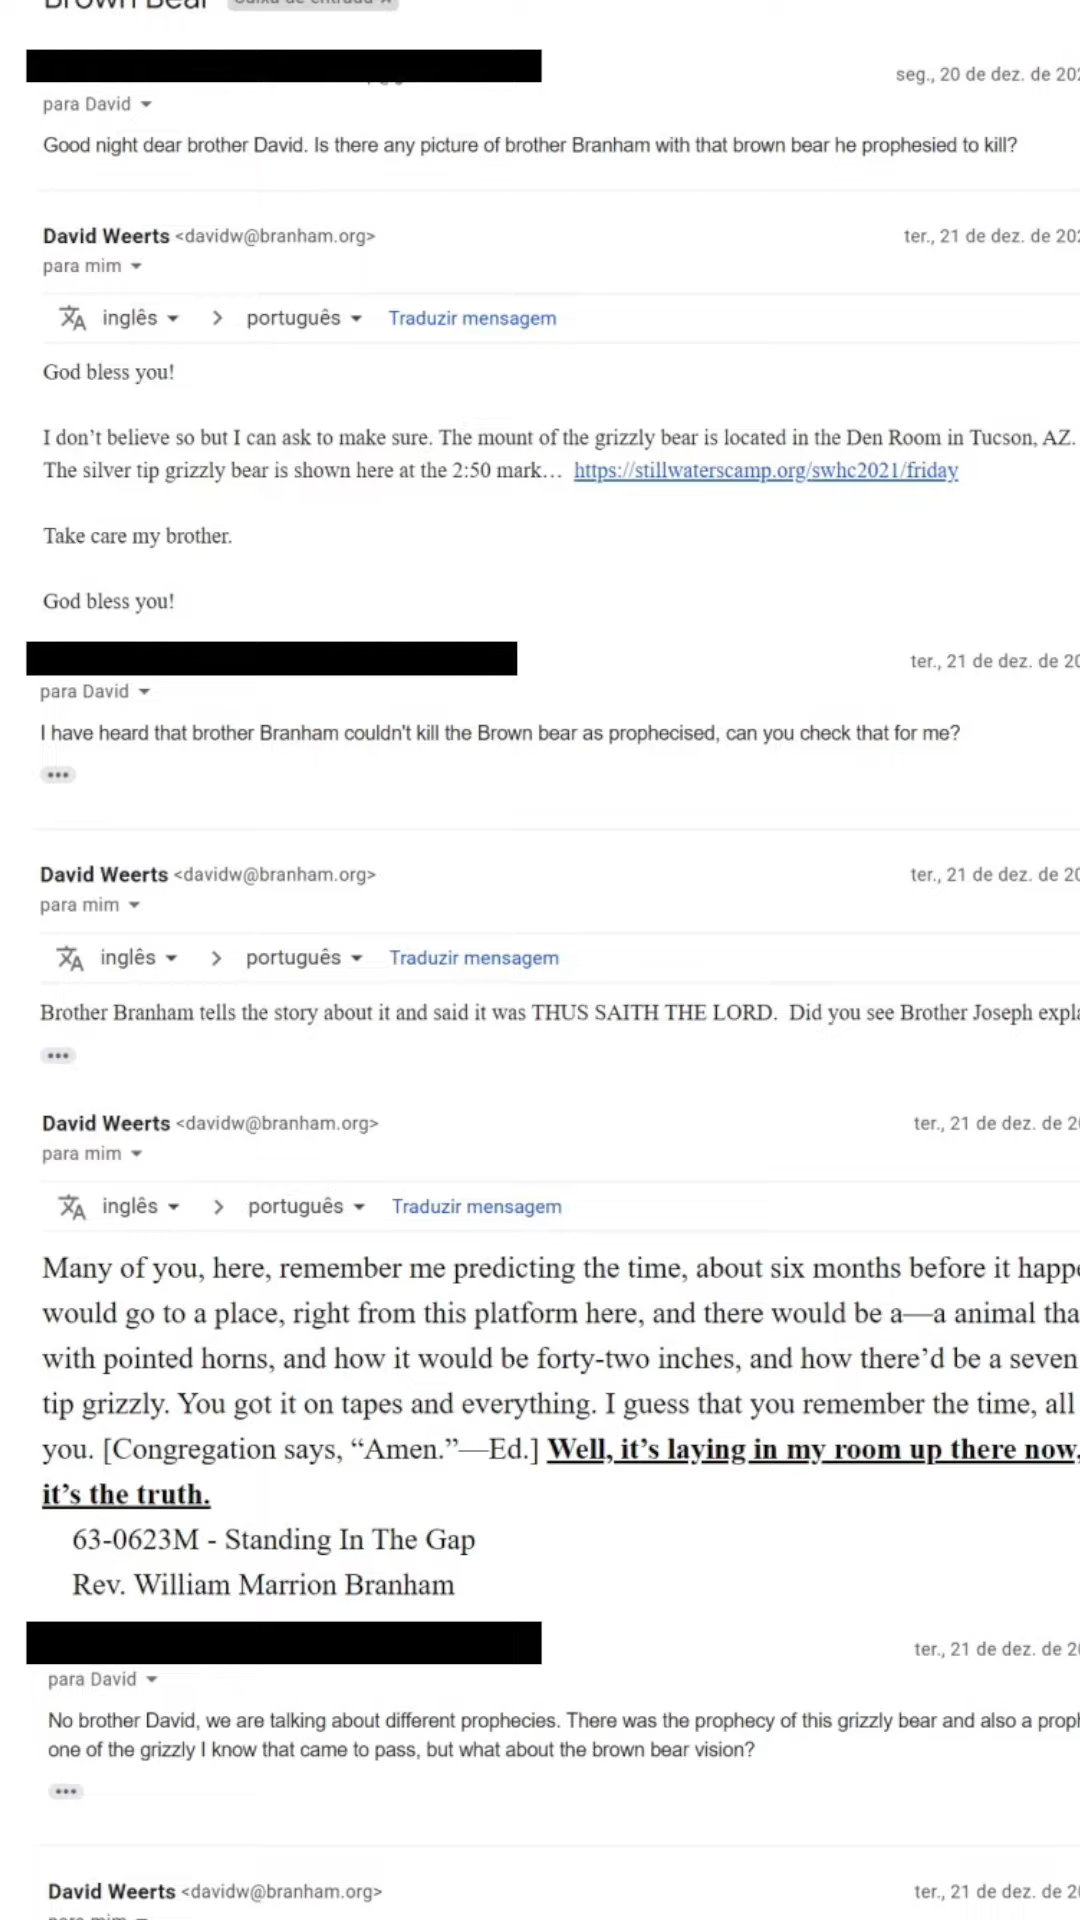 Brown Bear
seg., 20 de dez. de 202
para David
Good night dear brother David. Is there any picture of brother Branham with that brown bear he prophesied to kill?
David Weerts <davidw@branham.org>
ter., 21 de dez. de 202
para mim
inglês > português Traduzir mensagem
God bless you!
I don’t believe so but I can ask to make sure. The mount of the grizzly bear is located in the Den Room in Tucson, AZ.
The silver tip grizzly bear is shown here at the 2:50 mark… https://stillwaterscamp.org/swhc2021/friday
Take care my brother.
God bless you!
ter., 21 de dez. de 20
para David
I have heard that brother Branham couldn't kill the Brown bear as prophecised, can you check that for me?
David Weerts <davidw@branham.org>
ter., 21 de dez. de 20
para mim
inglês > português Traduzir mensagem
Brother Branham tells the story about it and said it was THUS SAITH THE LORD. Did you see Brother Joseph expla
David Weerts <davidw@branham.org>
ter., 21 de dez. de 20
para mim
inglês > português Traduzir mensagem
Many of you, here, remember me predicting the time, about six months before it happe
would go to a place, right from this platform here, and there would be a—a animal tha
with pointed horns, and how it would be forty-two inches, and how there’d be a seven
tip grizzly. You got it on tapes and everything. I guess that you remember the time, all
you. [Congregation says, “Amen.”—Ed.] Well, it’s laying in my room up there now,
it’s the truth.
63-0623M - Standing In The Gap
Rev. William Marrion Branham
ter., 21 de dez. de 20
para David
No brother David, we are talking about different prophecies. There was the prophecy of this grizzly bear and also a proph
one of the grizzly I know that came to pass, but what about the brown bear vision?
David Weerts <davidw@branham.org>
ter., 21 de dez. de 20
para mim